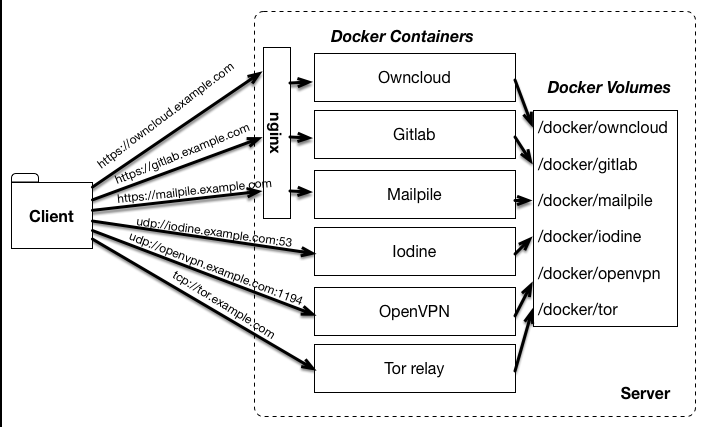 Docker Containers
Docker Volumes
Client
https://owncloud.example.com
https://gitlab.example.com
https://mailpile.example.com
udp://iodine.example.com:53
udp://openvpn.example.com:1194
tcp://tor.example.com
nginx
Owncloud
Gitlab
Mailpile
Iodine
OpenVPN
Tor relay
/docker/owncloud
/docker/gitlab
/docker/mailpile
/docker/iodine
/docker/openvpn
/docker/tor
Server